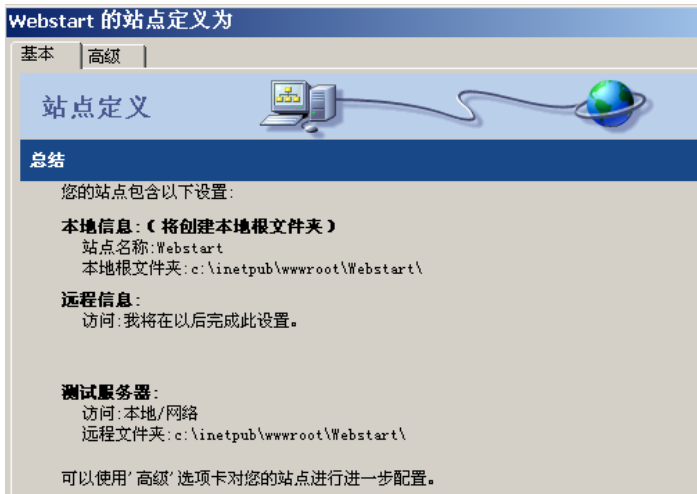 Webstart 的站点定义为
基本 高级
站点定义
总结
您的站点包含以下设置:
本地信息:(将创建本地根文件夹)
站点名称:Webstart
本地根文件夹:c:\inetpub\wwwroot\Webstart\
远程信息:
访问:我将在以后完成此设置。
测试服务器:
访问:本地/网络
远程文件夹:c:\inetpub\wwwroot\Webstart\
可以使用'高级'选项卡对您的站点进行进一步配置。